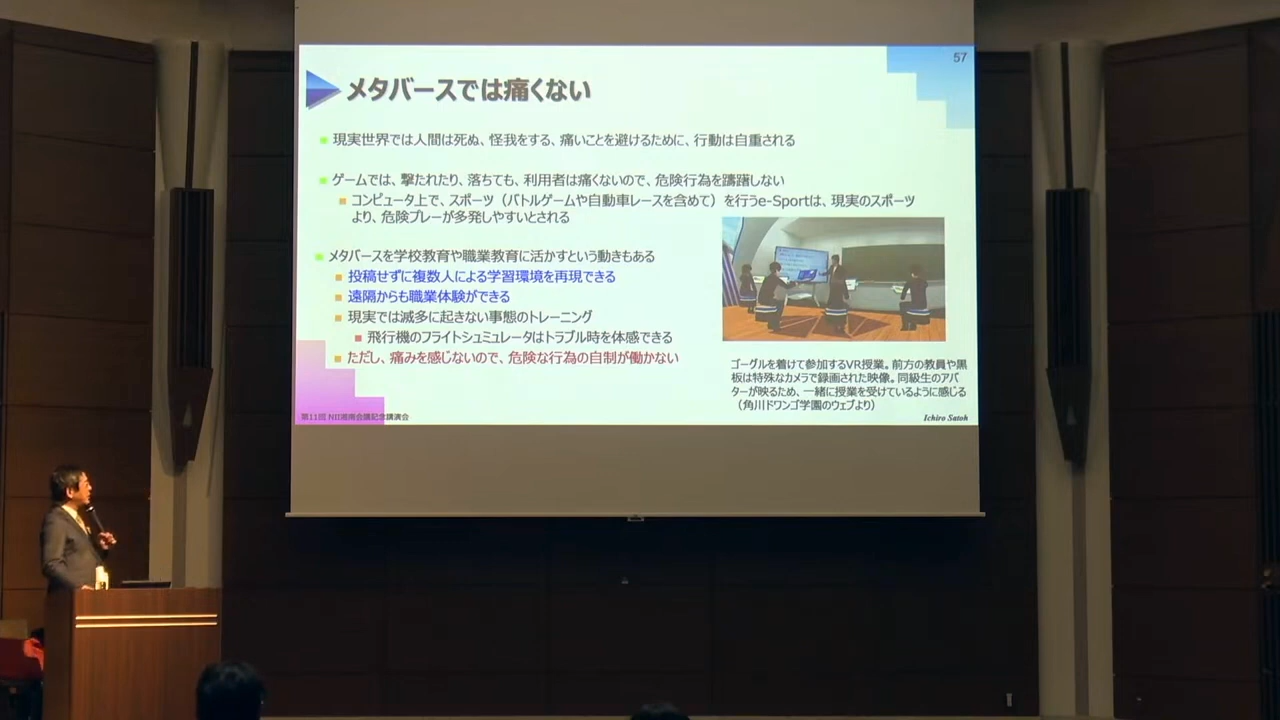 57
メタバースでは痛くない
現実世界では人間は死ぬ、怪我をする、痛いことを避けるために、行動は自重される
ゲームでは、撃たれたり、落ちても、利用者は痛くないので、危険行為を躊躇しない
コンピュータ上で、スポーツ（バトルゲームや自動車レースを含めて）を行うe-Sportは、現実のスポーツ
より、危険プレーが多発しやすいとされる
メタバースを学校教育や職業教育に活かすという動きもある
投稿せずに複数人による学習環境を再現できる
遠隔からも職業体験ができる
現実では滅多に起きない事態のトレーニング
飛行機のフライトシュミュレータはトラブル時を体感できる
ただし、痛みを感じないので、危険な行為の自制が働かない
ゴーグルを着けて参加するVR授業。前方の教員や黒
板は特殊なカメラで録画された映像。同級生のアバ
ターが映るため、一緒に授業を受けているように感じる
（角川ドワンゴ学園のウェブより）
第11回 NII湘南会議記念講演会
Ichiro Satoh